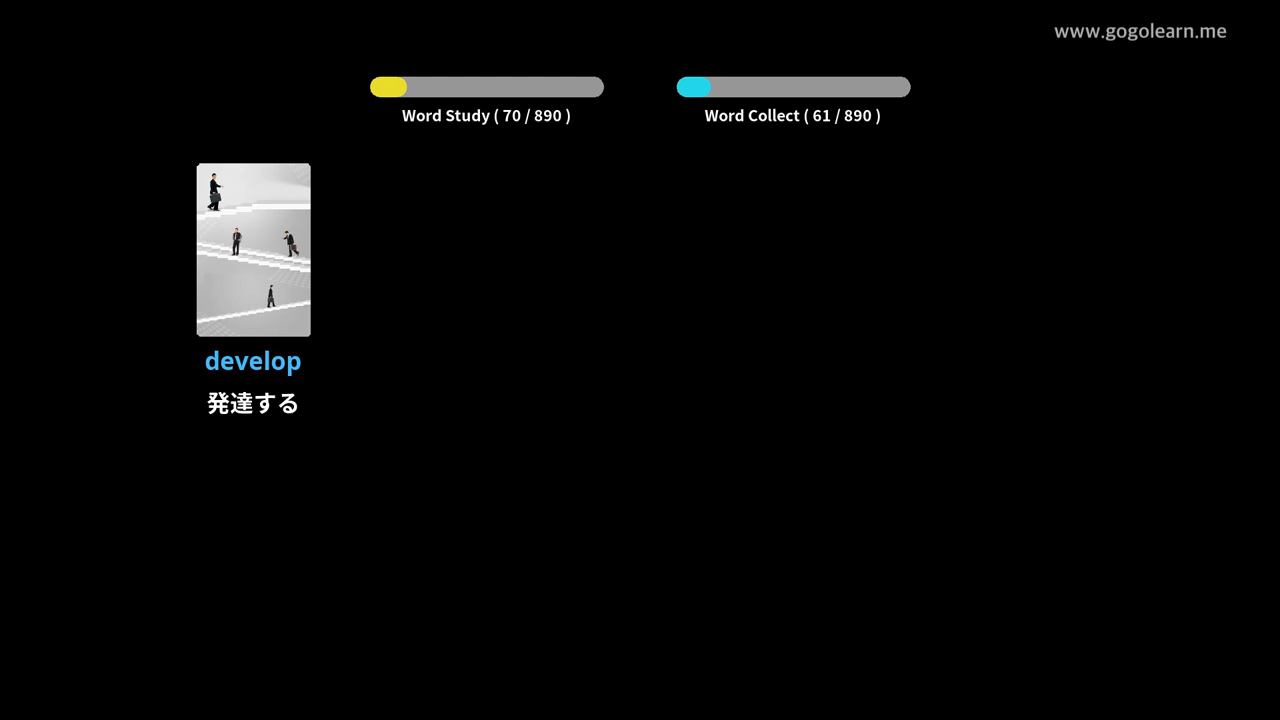 www.gogolearn.me
Word Study ( 70 / 890 )
Word Collect ( 61 / 890 )
develop
発達する